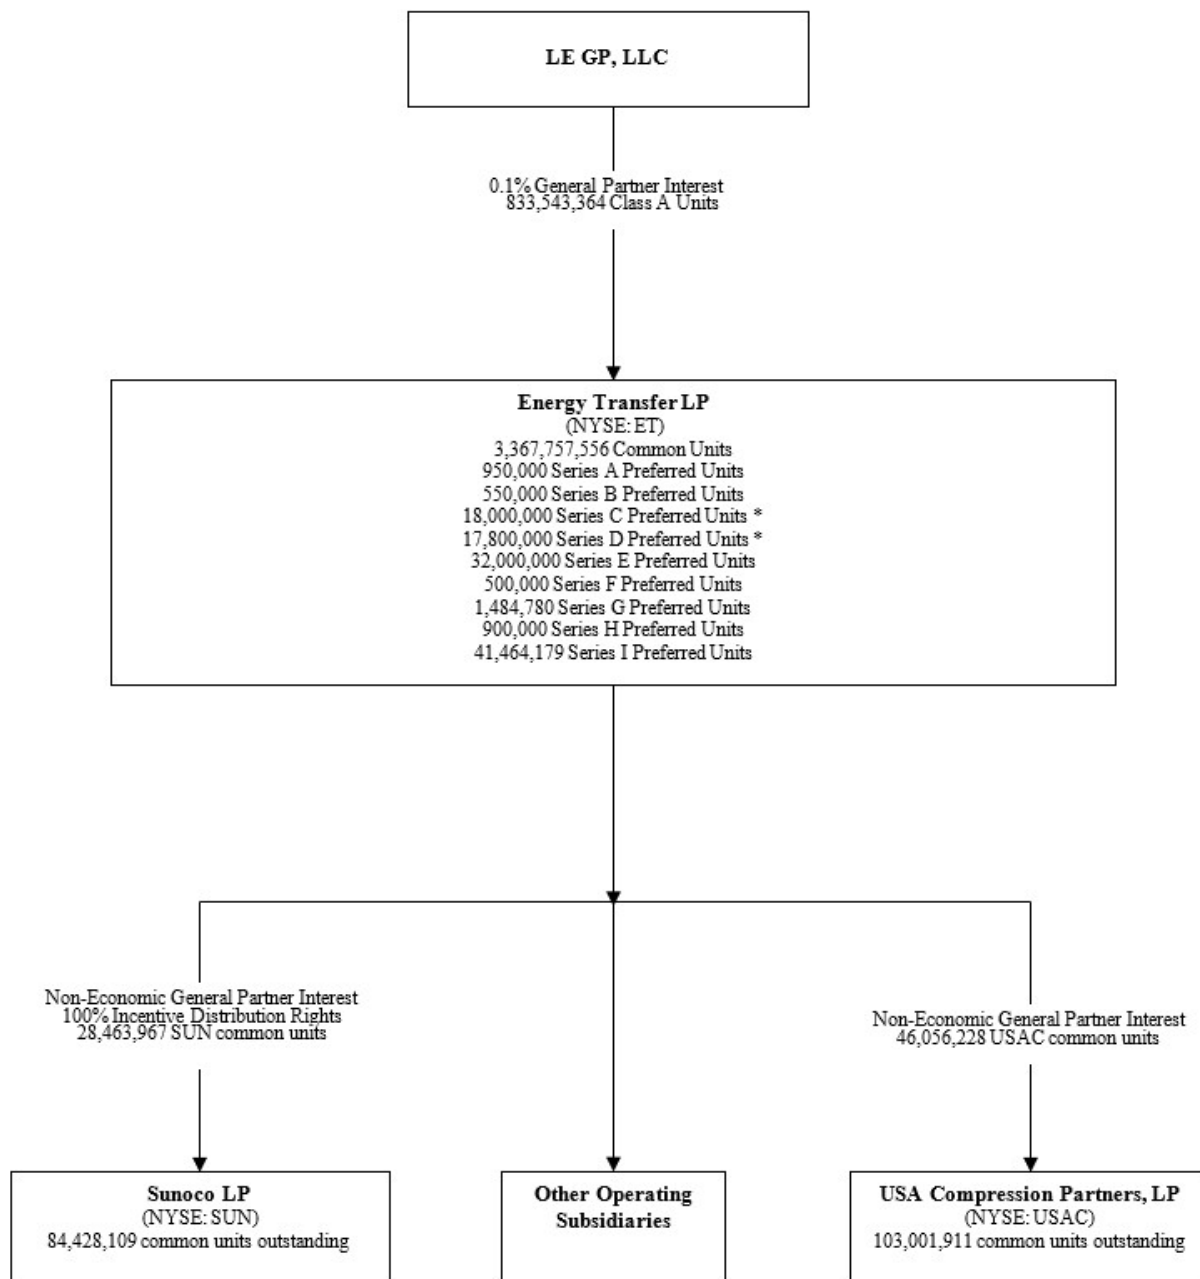 LE GP, LLC
0.1% General Partner Interest
833,543,364 Class A Units
Energy Transfer LP
(NYSE: ET)
3,367,757,556 Common Units
950,000 Series A Preferred Units
550,000 Series B Preferred Units
18,000,000 Series C Preferred Units *
17,800,000 Series D Preferred Units *
32,000,000 Series E Preferred Units
500,000 Series F Preferred Units
1,484,780 Series G Preferred Units
900,000 Series H Preferred Units
41,464,179 Series I Preferred Units
Non-Economic General Partner Interest
100% Incentive Distribution Rights
28,463,967 SUN common units
Non-Economic General Partner Interest
46,056,228 USAC common units
Sunoco LP
(NYSE: SUN)
84,428,109 common units outstanding
Other Operating
Subsidiaries
USA Compression Partners, LP
(NYSE: USAC)
103,001,911 common units outstanding